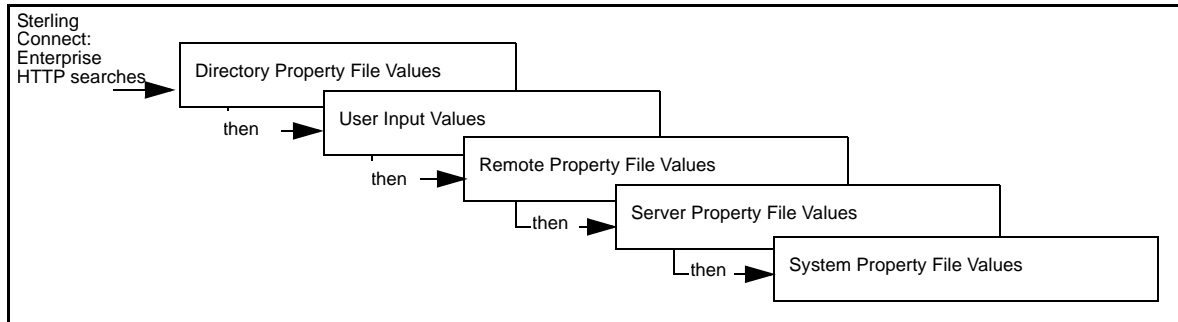 Sterling
Connect:
Enterprise
HTTP searches
Directory Property File Values
then
User Input Values
then
Remote Property File Values
then
Server Property File Values
then
System Property File Values